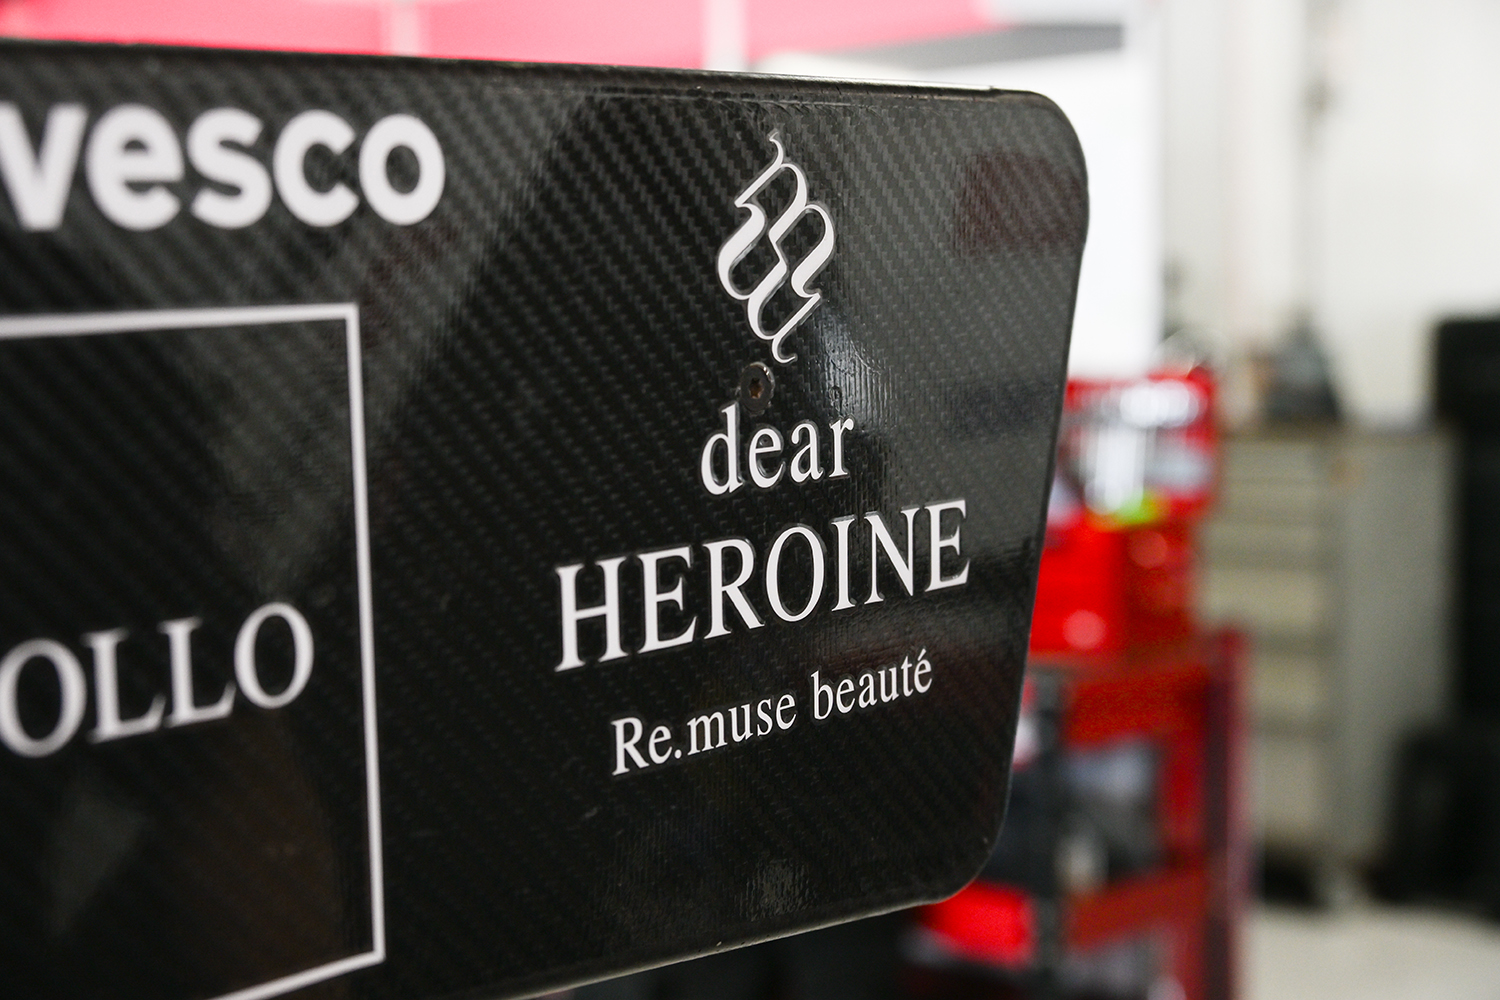 vesco
dear
HEROINE
Re.muse beauté
OLLO